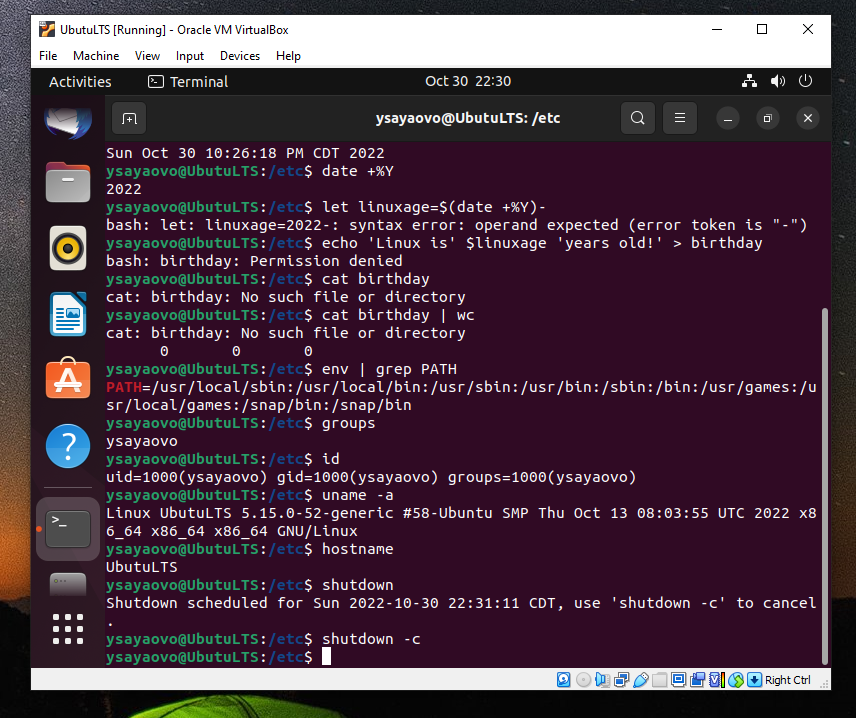 UbutuLTS [Running] - Oracle VM VirtualBox
File Machine View Input Devices Help
Activities Terminal Oct 30 22:30
ysayaovo@UbutuLTS: /etc
Sun Oct 30 10:26:18 PM CDT 2022
ysayaovo@UbutuLTS:/etc$ date +%Y
2022
ysayaovo@UbutuLTS:/etc$ let linuxage=$(date +%Y)-
bash: let: linuxage=2022-: syntax error: operand expected (error token is "-")
ysayaovo@UbutuLTS:/etc$ echo 'Linux is' $linuxage 'years old!' > birthday
bash: birthday: Permission denied
ysayaovo@UbutuLTS:/etc$ cat birthday
cat: birthday: No such file or directory
ysayaovo@UbutuLTS:/etc$ cat birthday | wc
cat: birthday: No such file or directory
0 0 0
ysayaovo@UbutuLTS:/etc$ env | grep PATH
PATH=/usr/local/sbin:/usr/local/bin:/usr/sbin:/usr/bin:/sbin:/bin:/usr/games:/u
sr/local/games:/snap/bin:/snap/bin
ysayaovo@UbutuLTS:/etc$ groups
ysayaovo
ysayaovo@UbutuLTS:/etc$ id
uid=1000(ysayaovo) gid=1000(ysayaovo) groups=1000(ysayaovo)
ysayaovo@UbutuLTS:/etc$ uname -a
Linux UbutuLTS 5.15.0-52-generic #58-Ubuntu SMP Thu Oct 13 08:03:55 UTC 2022 x8
6_64 x86_64 x86_64 GNU/Linux
ysayaovo@UbutuLTS:/etc$ hostname
UbutuLTS
ysayaovo@UbutuLTS:/etc$ shutdown
Shutdown scheduled for Sun 2022-10-30 22:31:11 CDT, use 'shutdown -c' to cancel
.
ysayaovo@UbutuLTS:/etc$ shutdown -c
ysayaovo@UbutuLTS:/etc$
Right Ctrl